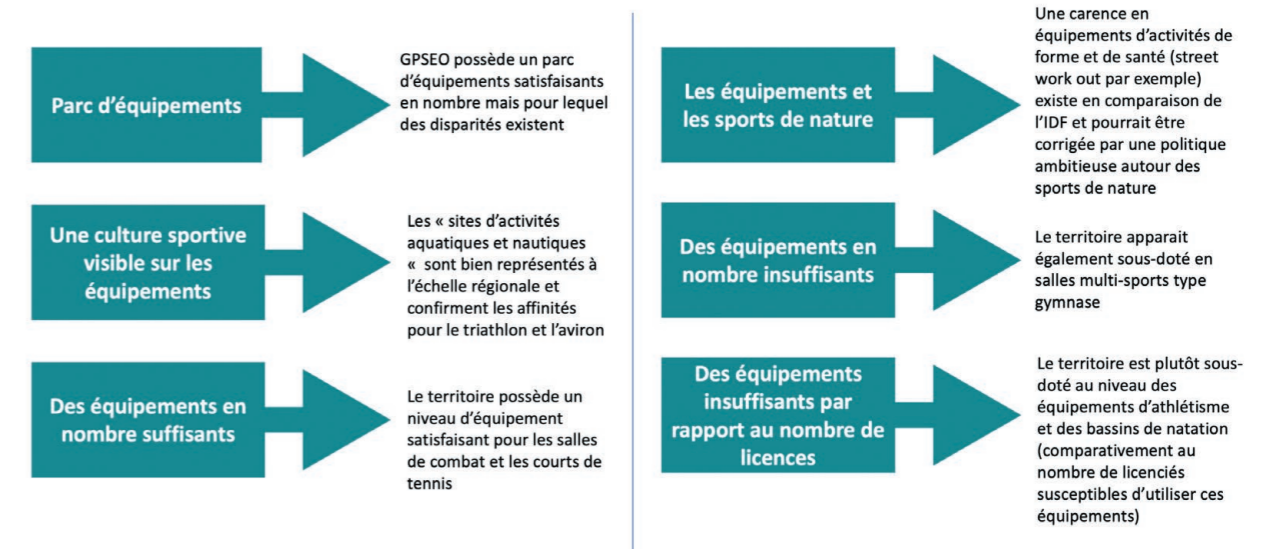 Parc d'équipements
GPSEO possède un parc
d'équipements satisfaisants
en nombre mais pour lequel
des disparités existent
Une culture sportive
visible sur les
équipements
Les « sites d'activités
aquatiques et nautiques
« sont bien représentés à
l'échelle régionale et
confirment les affinités
pour le triathlon et l'aviron
Des équipements en
nombre suffisants
Le territoire possède un
niveau d'équipement
satisfaisant pour les salles
de combat et les courts de
tennis
Les équipements et
les sports de nature
Une carence en
équipements d'activités de
forme et de santé (street
work out par exemple)
existe en comparaison de
l'IDF et pourrait être
corrigée par une politique
ambitieuse autour des
sports de nature
Des équipements en
nombre insuffisants
Le territoire apparait
également sous-doté en
salles multi-sports type
gymnase
Des équipements
insuffisants par
rapport au nombre de
licences
Le territoire est plutôt sous-
doté au niveau des
équipements d'athlétisme
et des bassins de natation
(comparativement au
nombre de licenciés
susceptibles d'utiliser ces
équipements)